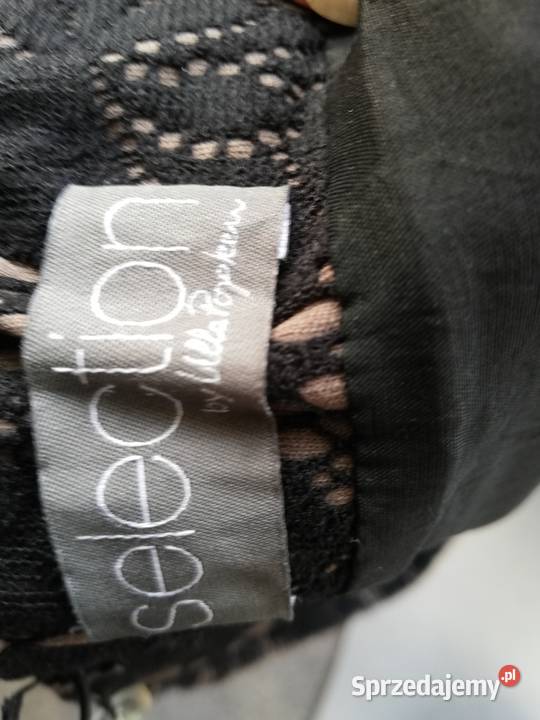 selection
by Ulla Popken
Sprzedajemy.pl